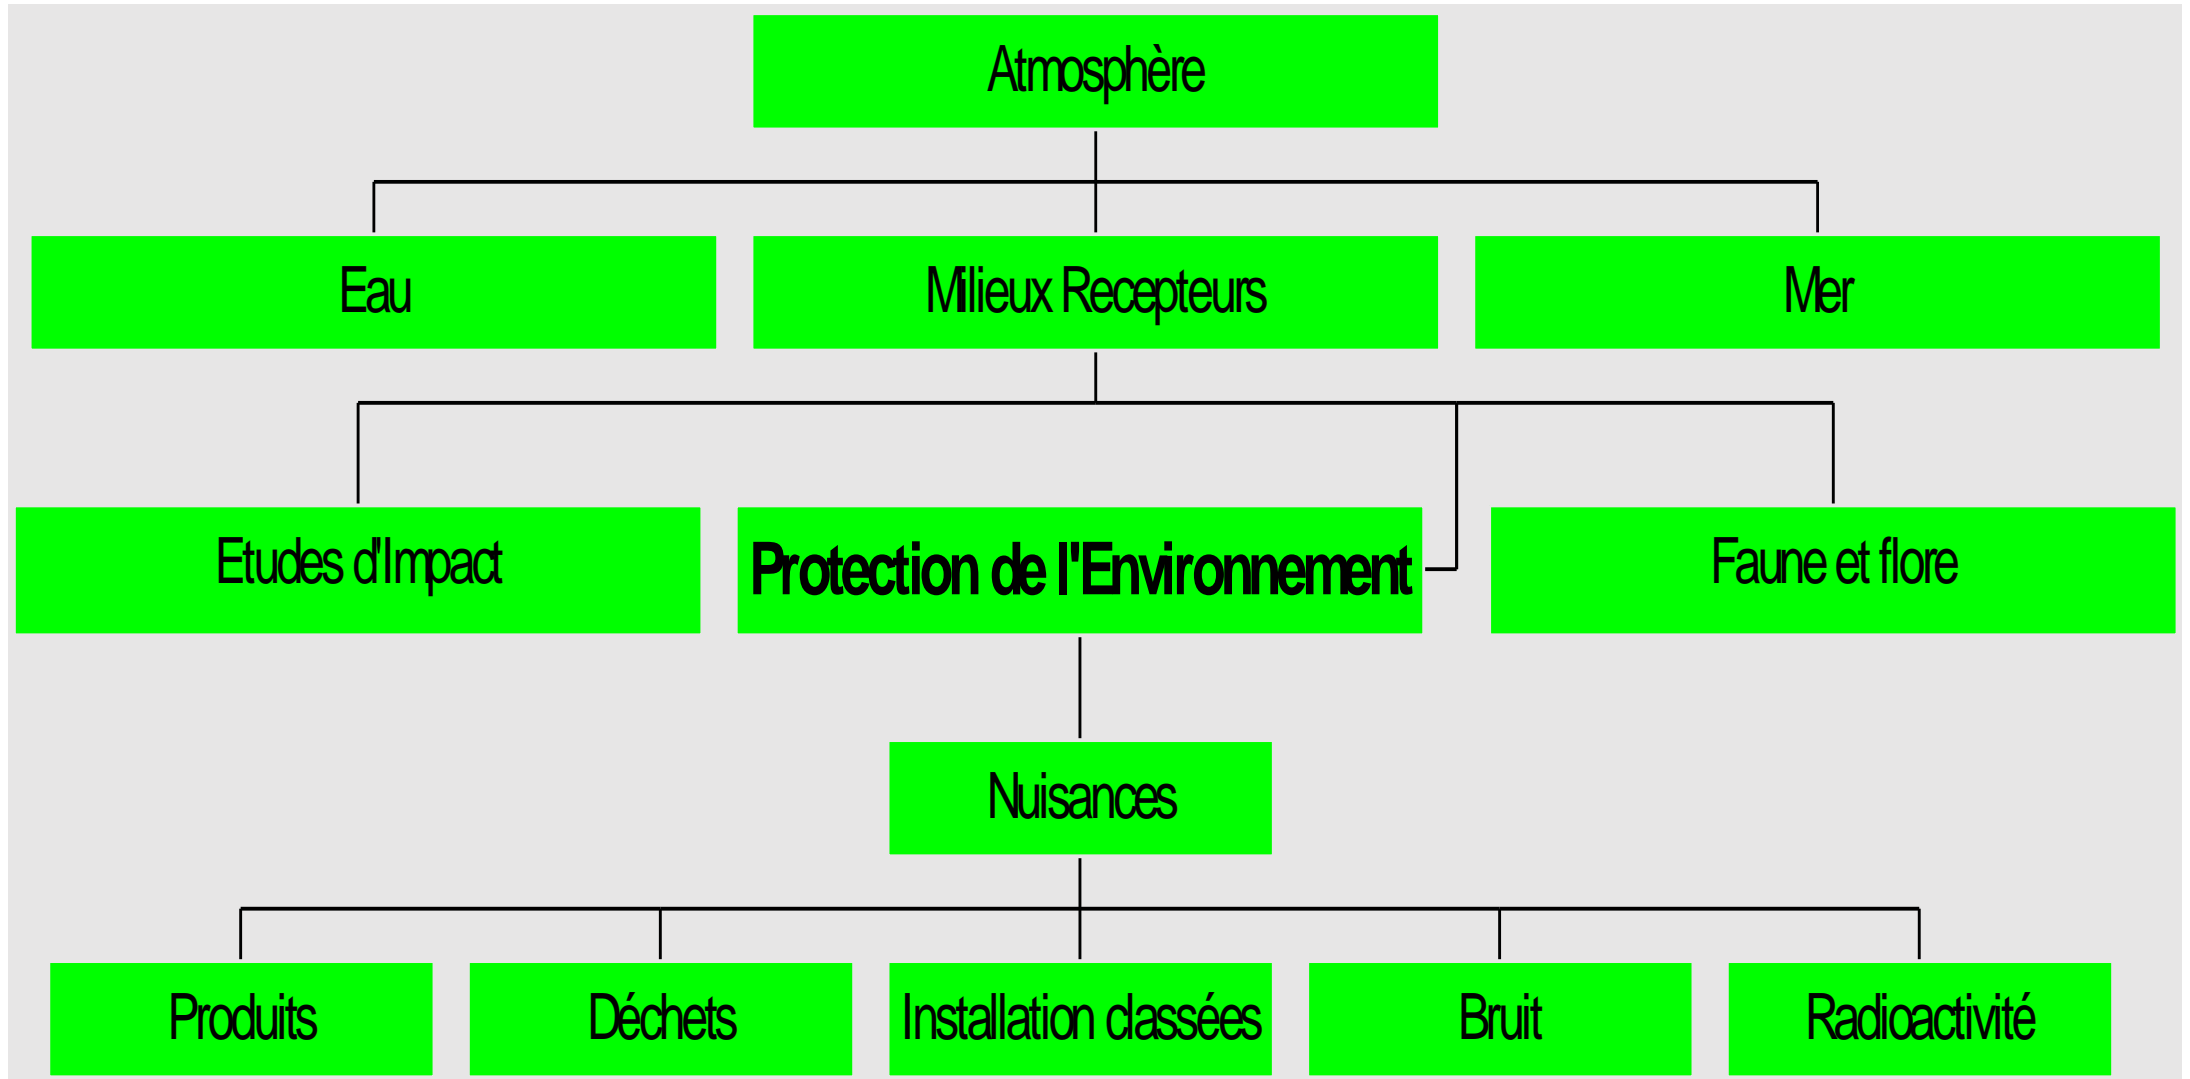 Atmosphère
Eau
Milieux Recepteurs
Mer
Etudes d'Impact
Protection de l'Environnement
Faune et flore
Nuisances
Produits
Déchets
Installation classées
Bruit
Radioactivité